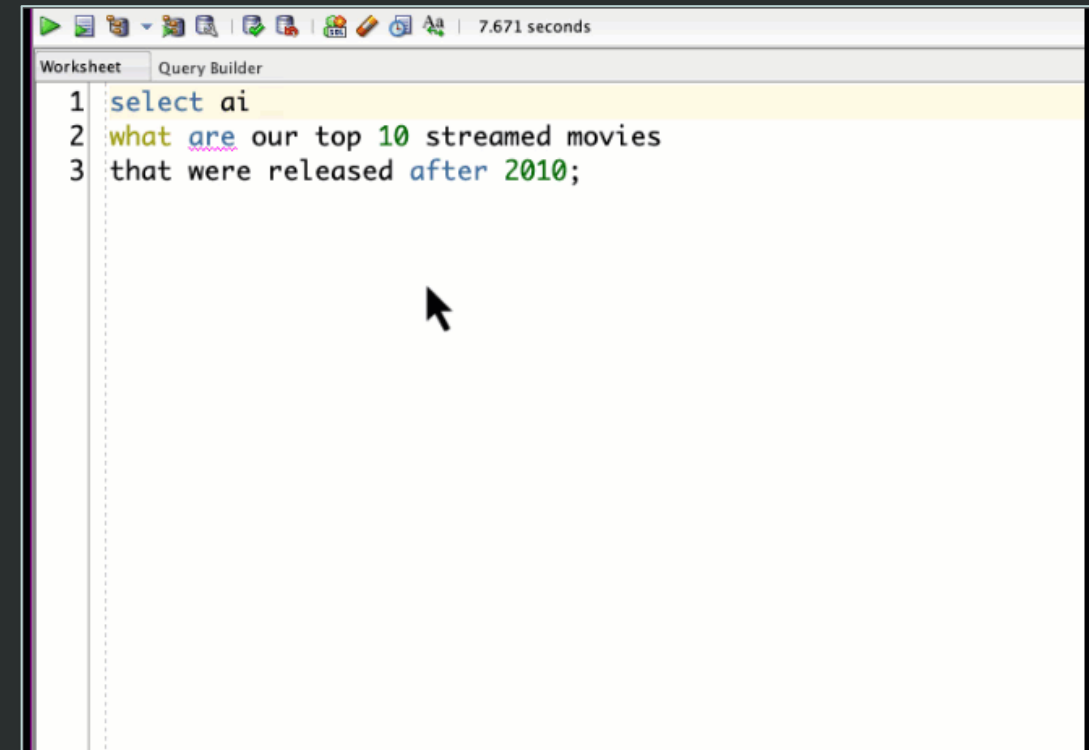 7.671 seconds
Worksheet Query Builder
1 select ai
2 what are our top 10 streamed movies
3 that were released after 2010;